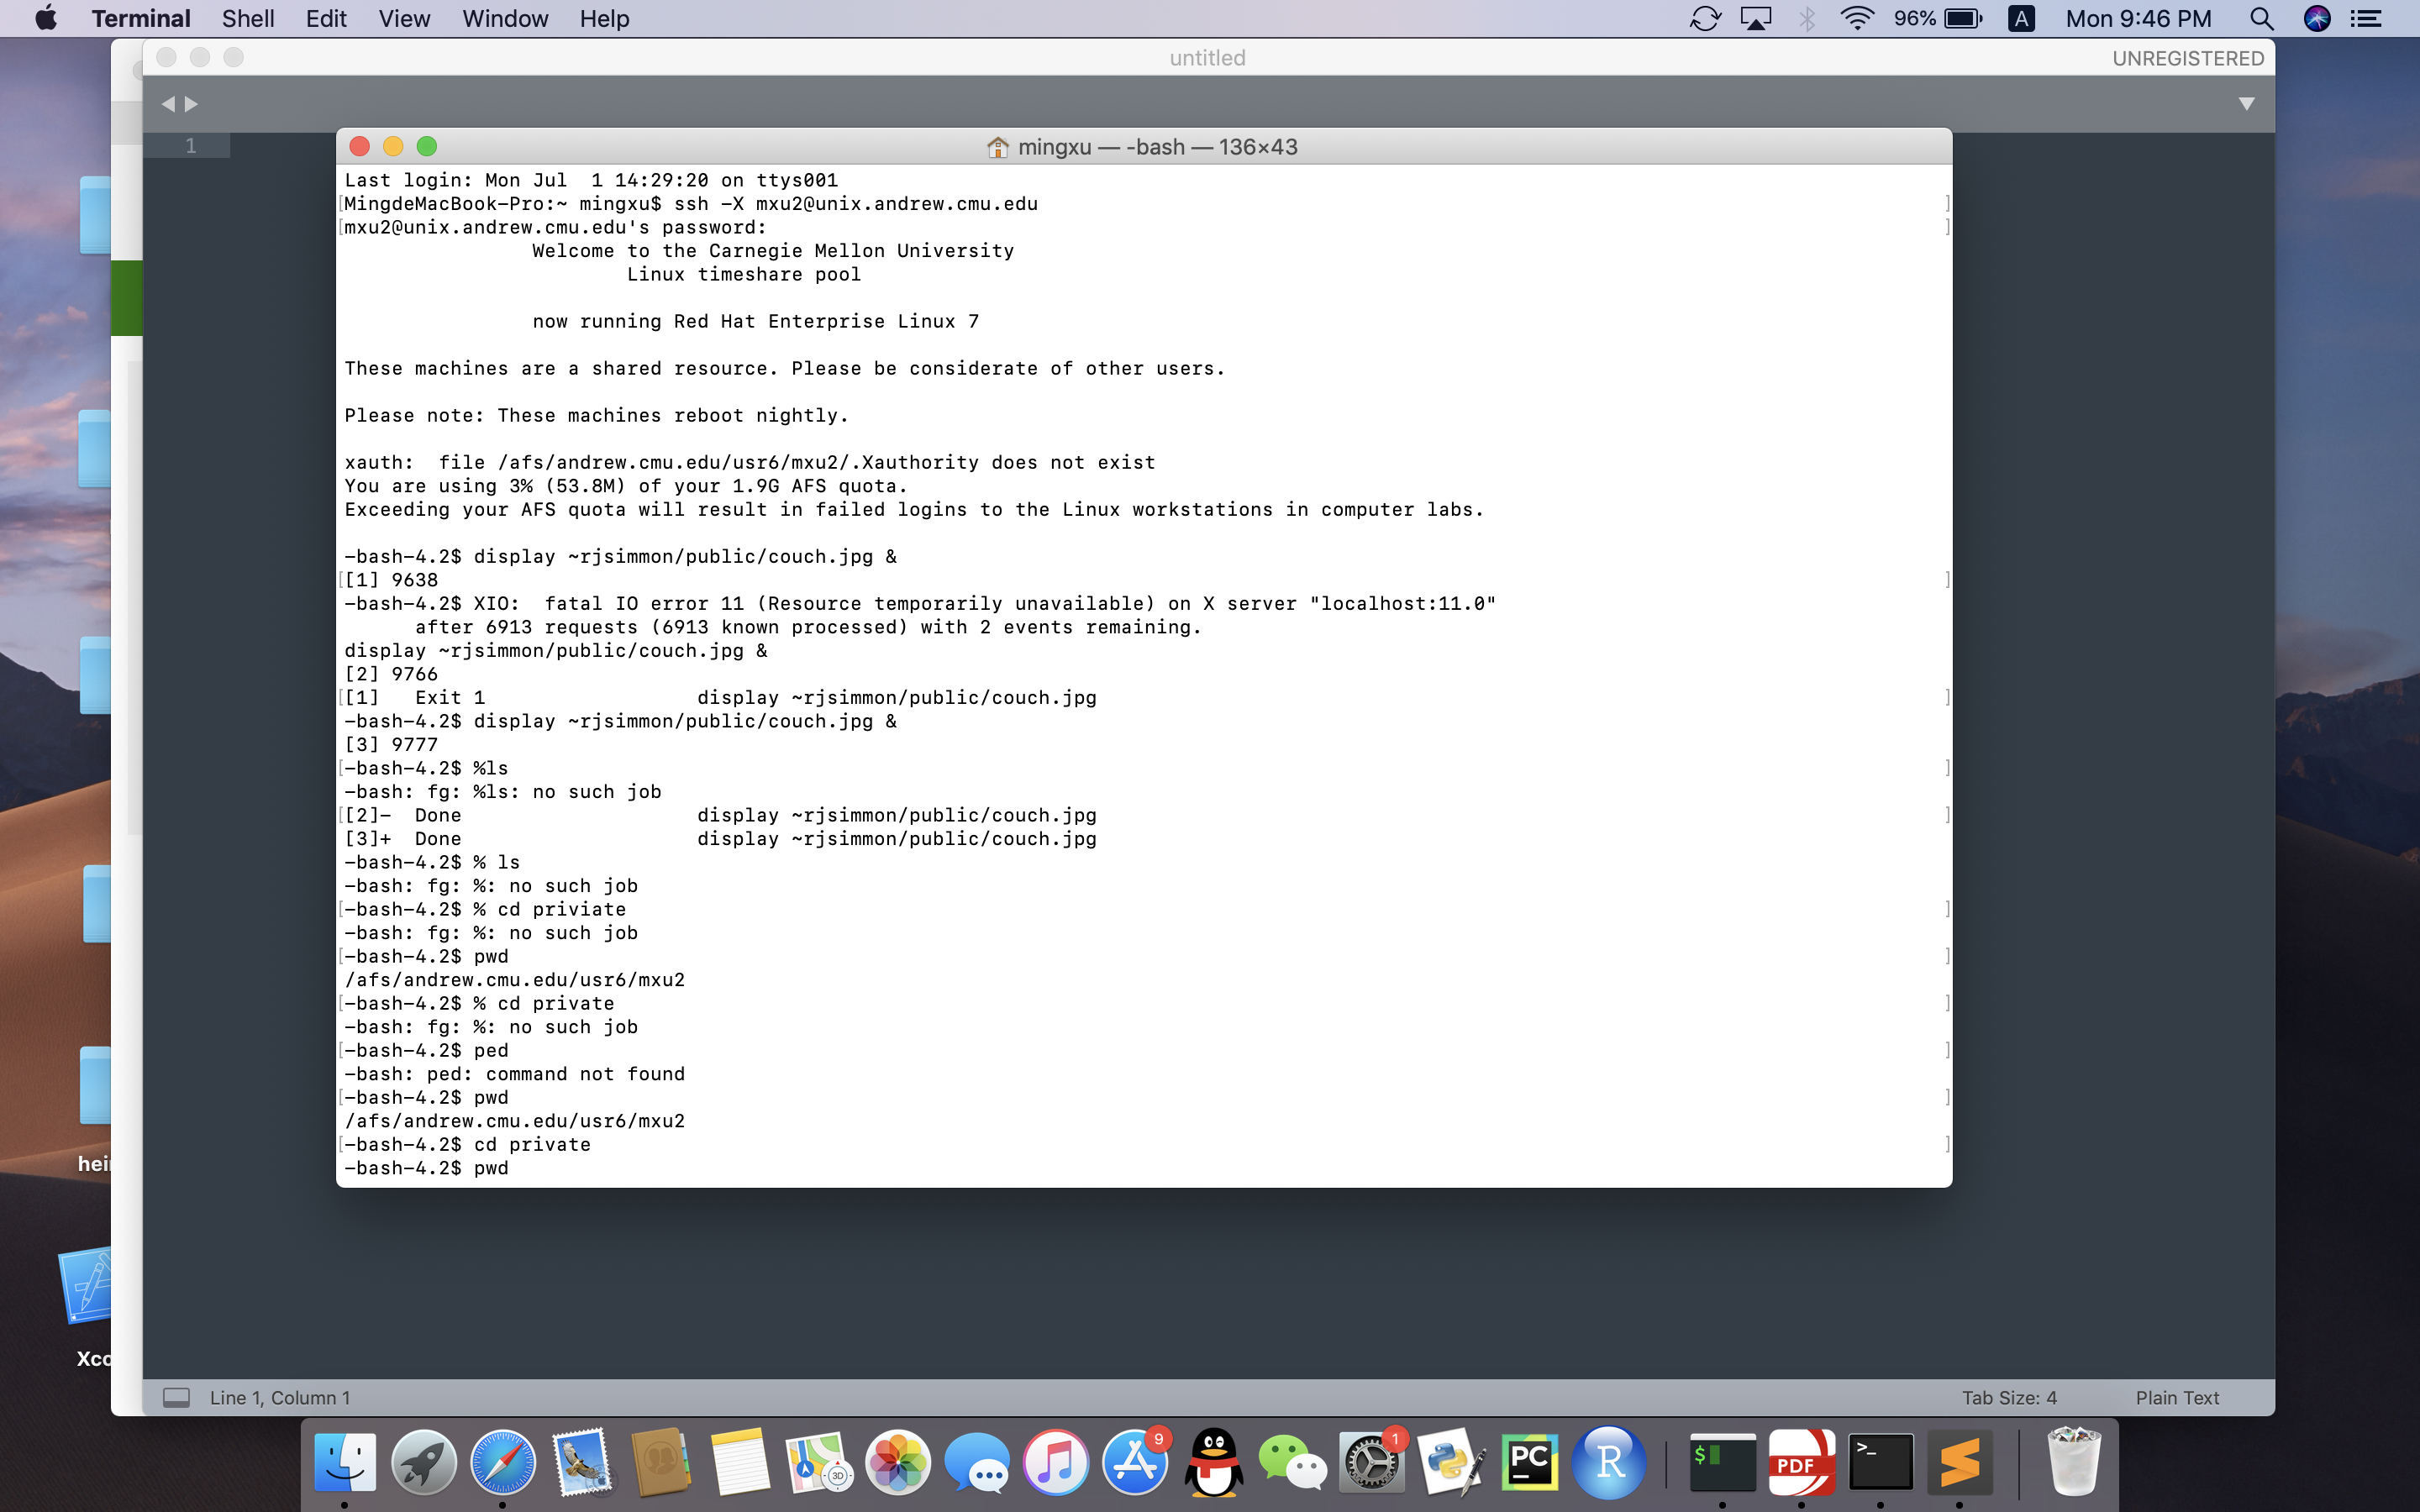 Terminal Shell Edit View Window Help 96% A Mon 9:46 PM
untitled UNREGISTERED
1
mingxu — -bash — 136×43
Last login: Mon Jul  1 14:29:20 on ttys001
[MingdeMacBook-Pro:~ mingxu$ ssh -X mxu2@unix.andrew.cmu.edu ]
[mxu2@unix.andrew.cmu.edu's password: ]
Welcome to the Carnegie Mellon University
Linux timeshare pool
now running Red Hat Enterprise Linux 7
These machines are a shared resource. Please be considerate of other users.
Please note: These machines reboot nightly.
xauth:  file /afs/andrew.cmu.edu/usr6/mxu2/.Xauthority does not exist
You are using 3% (53.8M) of your 1.9G AFS quota.
Exceeding your AFS quota will result in failed logins to the Linux workstations in computer labs.
-bash-4.2$ display ~rjsimmon/public/couch.jpg &
[[1] 9638 ]
-bash-4.2$ XIO:  fatal IO error 11 (Resource temporarily unavailable) on X server "localhost:11.0"
after 6913 requests (6913 known processed) with 2 events remaining.
display ~rjsimmon/public/couch.jpg &
[2] 9766
[[1]   Exit 1                  display ~rjsimmon/public/couch.jpg ]
-bash-4.2$ display ~rjsimmon/public/couch.jpg &
[3] 9777
[-bash-4.2$ %ls ]
-bash: fg: %ls: no such job
[[2]-  Done                    display ~rjsimmon/public/couch.jpg ]
[3]+  Done                    display ~rjsimmon/public/couch.jpg
-bash-4.2$ % ls
-bash: fg: %: no such job
[-bash-4.2$ % cd priviate ]
-bash: fg: %: no such job
[-bash-4.2$ pwd ]
/afs/andrew.cmu.edu/usr6/mxu2
[-bash-4.2$ % cd private ]
-bash: fg: %: no such job
[-bash-4.2$ ped ]
-bash: ped: command not found
[-bash-4.2$ pwd ]
/afs/andrew.cmu.edu/usr6/mxu2
[-bash-4.2$ cd private ]
-bash-4.2$ pwd
hei
Xco
Line 1, Column 1 Tab Size: 4 Plain Text
3D 9 1 PC R $ PDF >_